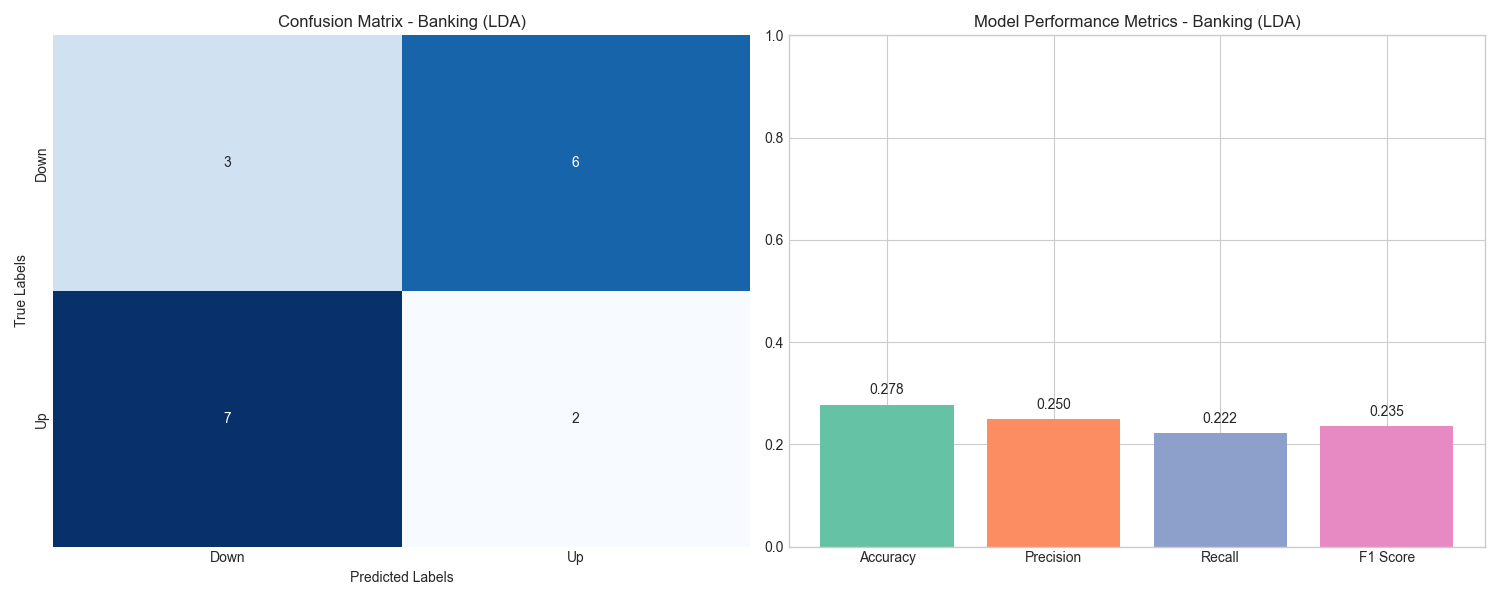 Confusion Matrix - Banking (LDA)
True Labels
Down
Up
3
6
7
2
Down
Up
Predicted Labels
Model Performance Metrics - Banking (LDA)
1.0
0.8
0.6
0.4
0.2
0.0
0.278
0.250
0.222
0.235
Accuracy
Precision
Recall
F1 Score